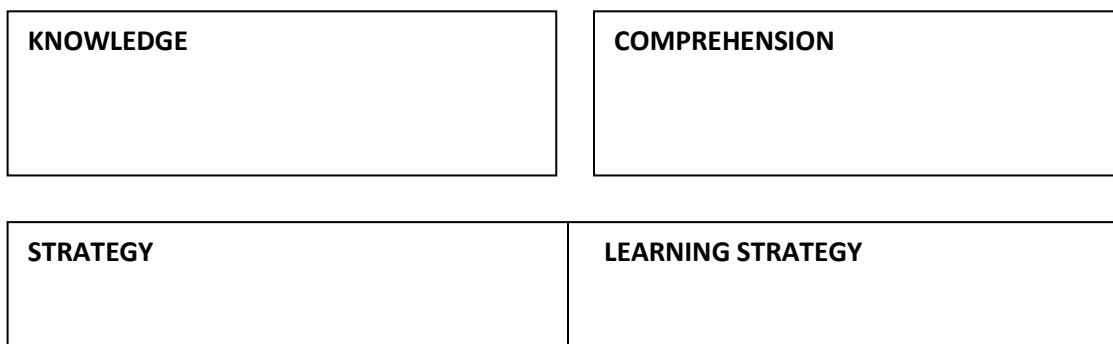 KNOWLEDGE
COMPREHENSION
STRATEGY
LEARNING STRATEGY